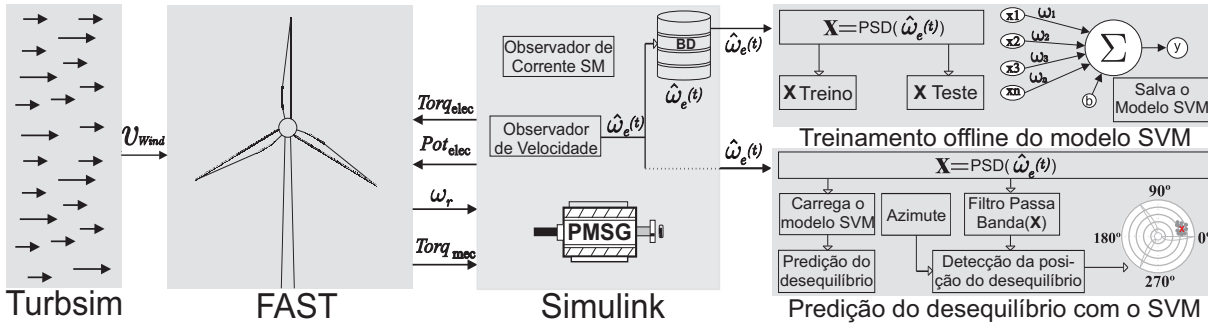 υWind
Turbsim
FAST
Torqelec
Potelec
ωr
Torqmec
Observador de
Corrente SM
BD
ω̂e(t)
Observador
de Velocidade
ω̂e(t)
PMSG
Simulink
ω̂e(t)
ω̂e(t)
X=PSD(ω̂e(t))
X Treino
X Teste
x1
x2
x3
xn
ω1
ω2
ω3
ωn
Σ
b
y
Salva o
Modelo SVM
Treinamento offline do modelo SVM
X=PSD(ω̂e(t))
Carrega o
modelo SVM
Azimute
Filtro Passa
Banda(X)
Predição do
desequilíbrio
Detecção da posi-
ção do desequilíbrio
90º
180º
0º
270º
x
Predição do desequilíbrio com o SVM